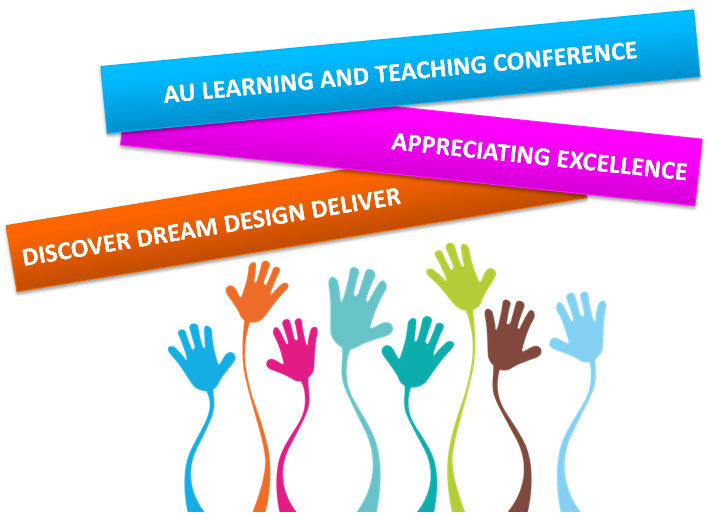 AU LEARNING AND TEACHING CONFERENCE
APPRECIATING EXCELLENCE
DISCOVER DREAM DESIGN DELIVER